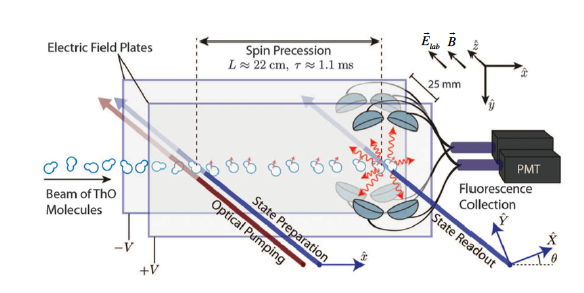 Electric Field Plates
Spin Precession
L ≈ 22 cm, τ ≈ 1.1 ms
E⃗lab B⃗ ẑ
x̂
ŷ
25 mm
PMT
Beam of ThO
Molecules
Fluorescence
Collection
State Preparation
Optical Pumping
State Readout
−V
+V
x̂
Ŷ
X̂
θ